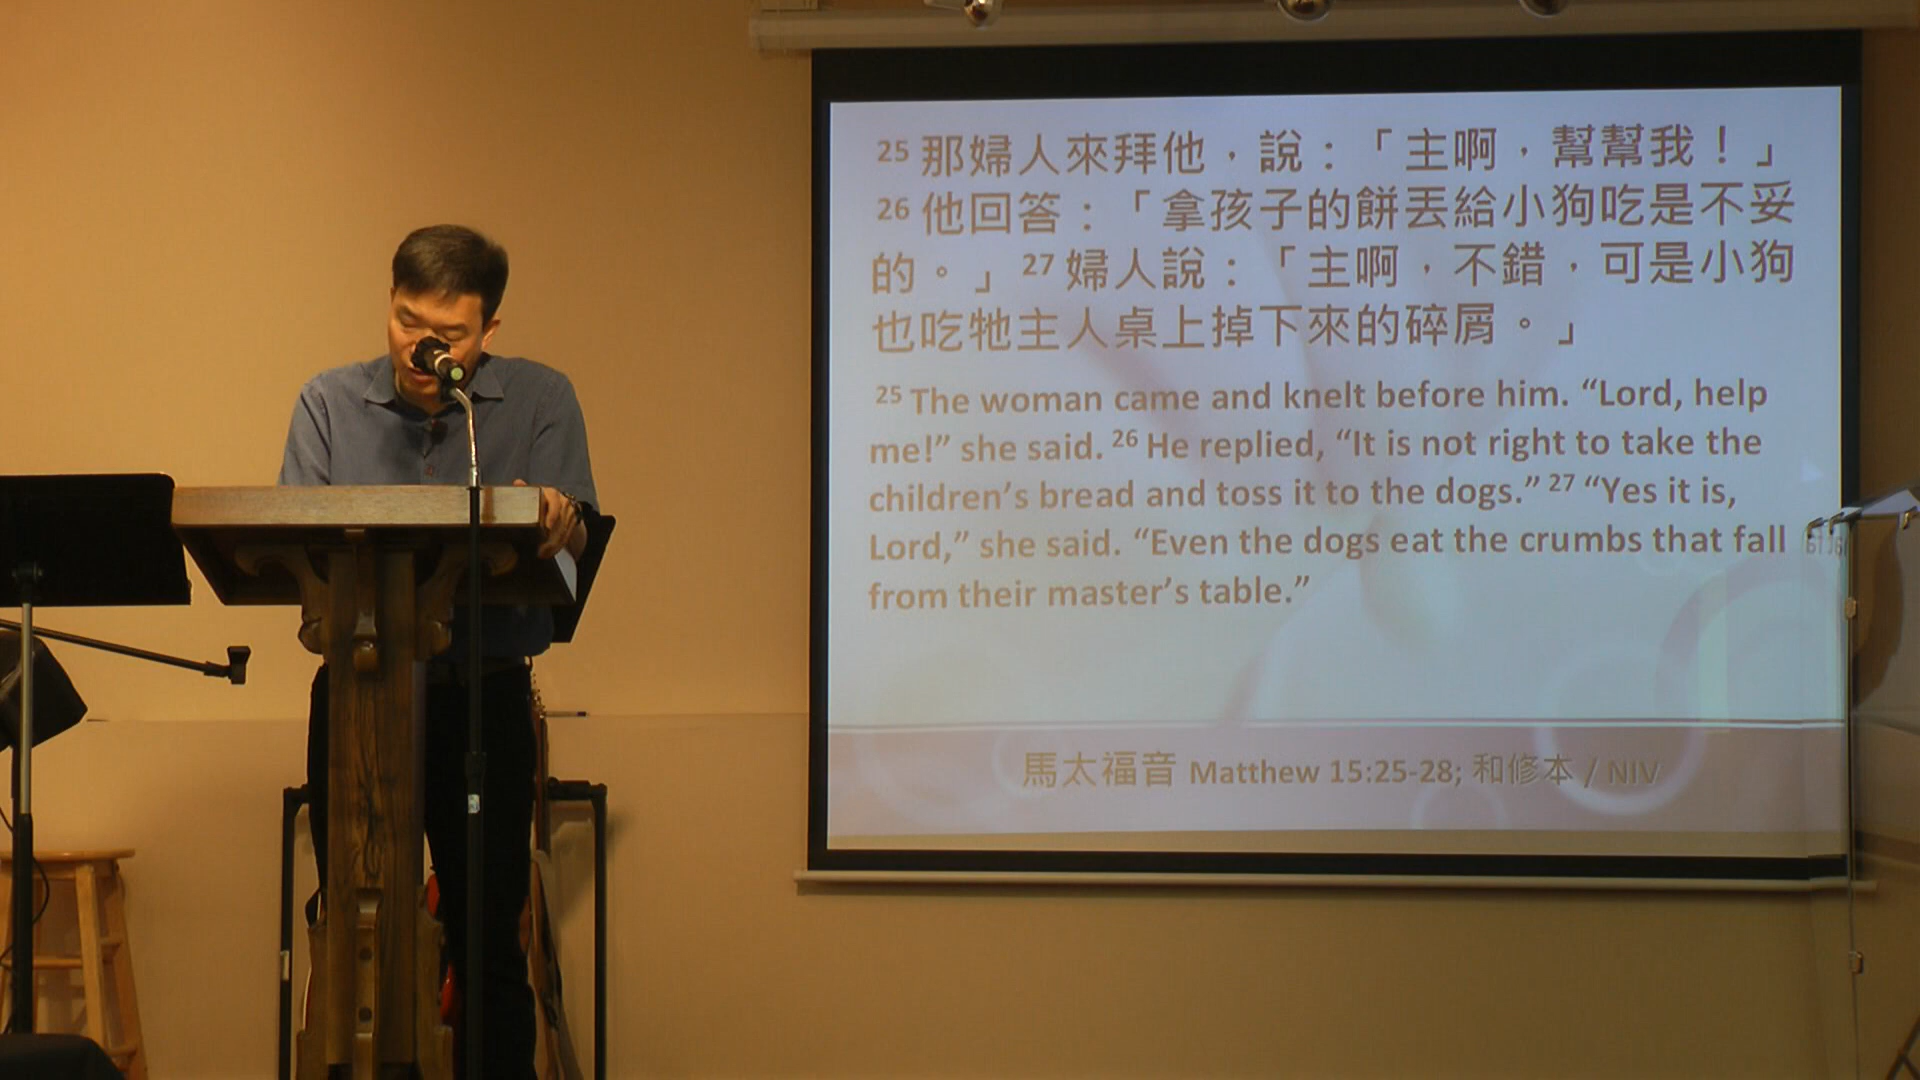 25 那婦人來拜他，說：「主啊，幫幫我！」
26 他回答：「拿孩子的餅丟給小狗吃是不妥
的。」27 婦人說：「主啊，不錯，可是小狗
也吃牠主人桌上掉下來的碎屑。」
25 The woman came and knelt before him. “Lord, help
me!” she said. 26 He replied, “It is not right to take the
children’s bread and toss it to the dogs.” 27 “Yes it is,
Lord,” she said. “Even the dogs eat the crumbs that fall
from their master’s table.”
馬太福音 Matthew 15:25-28; 和修本 / NIV